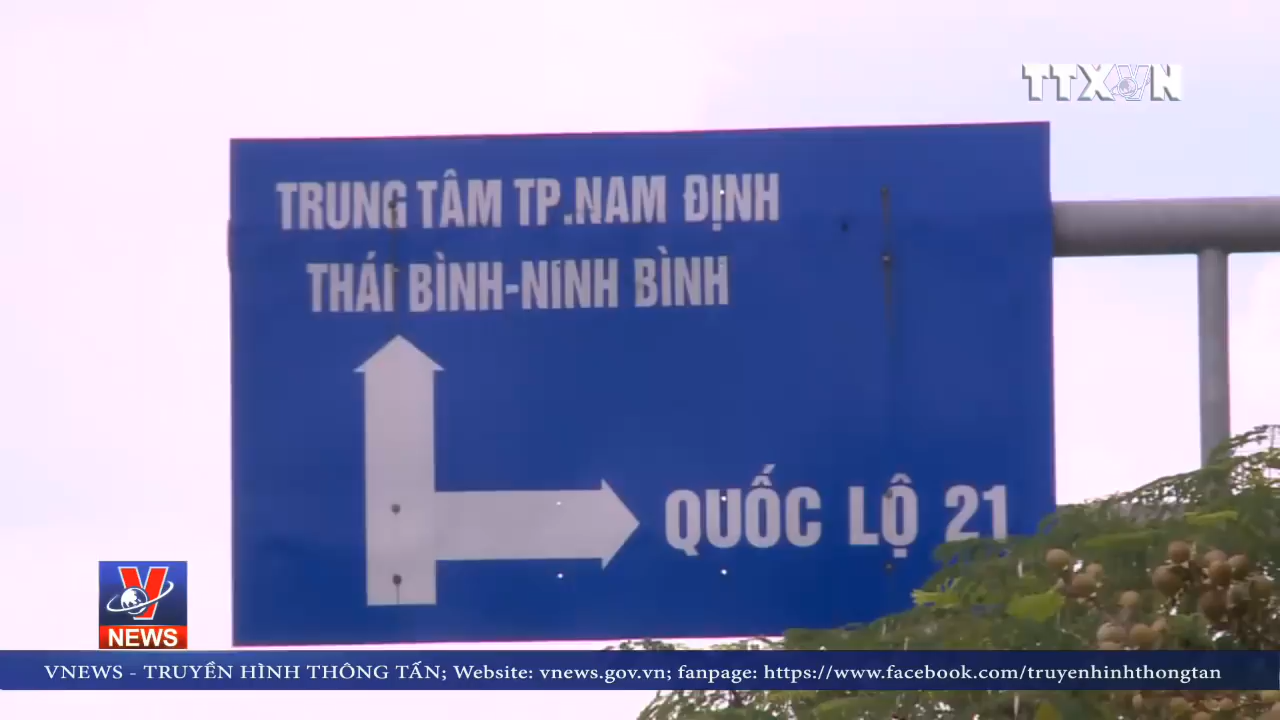 TTXVN
TRUNG TÂM TP.NAM ĐỊNH
THÁI BÌNH-NINH BÌNH
QUỐC LỘ 21
V
NEWS
VNEWS - TRUYỀN HÌNH THÔNG TẤN; Website: vnews.gov.vn; fanpage: https://www.facebook.com/truyenhinhthongtan